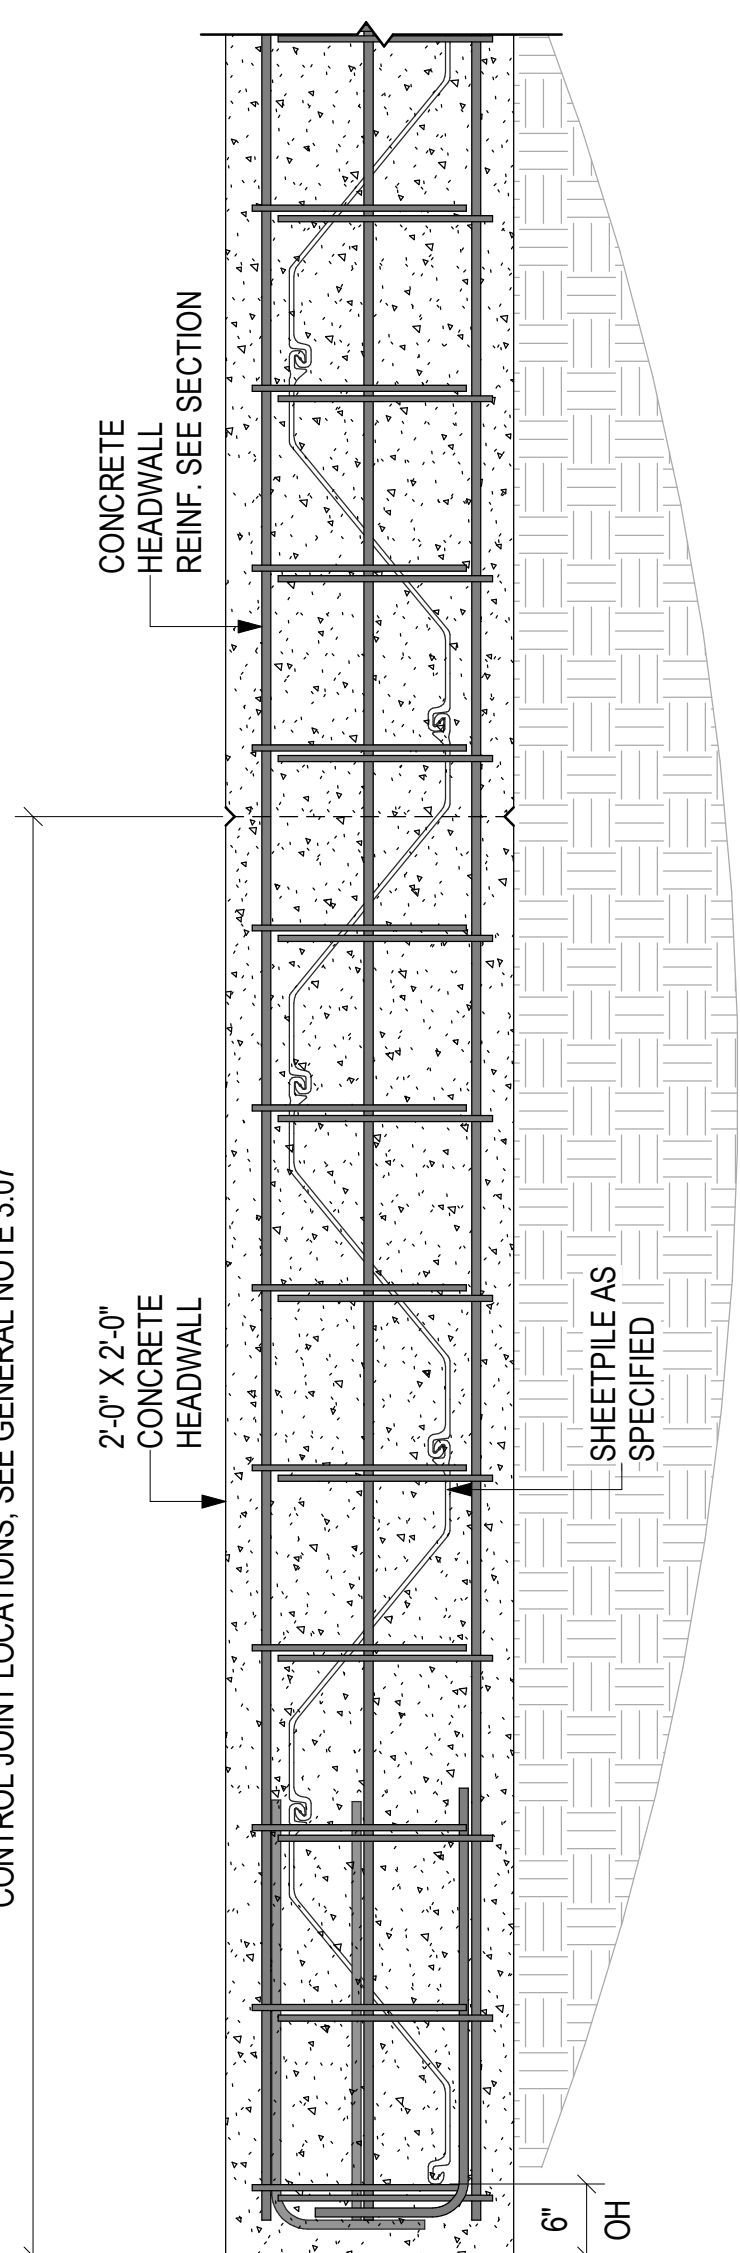 CONTROL JOINT LOCATIONS, SEE GENERAL NOTE 3.07
CONCRETE
HEADWALL
REINF. SEE SECTION
2'-0" X 2'-0"
CONCRETE
HEADWALL
SHEETPILE AS
SPECIFIED
6"
OH